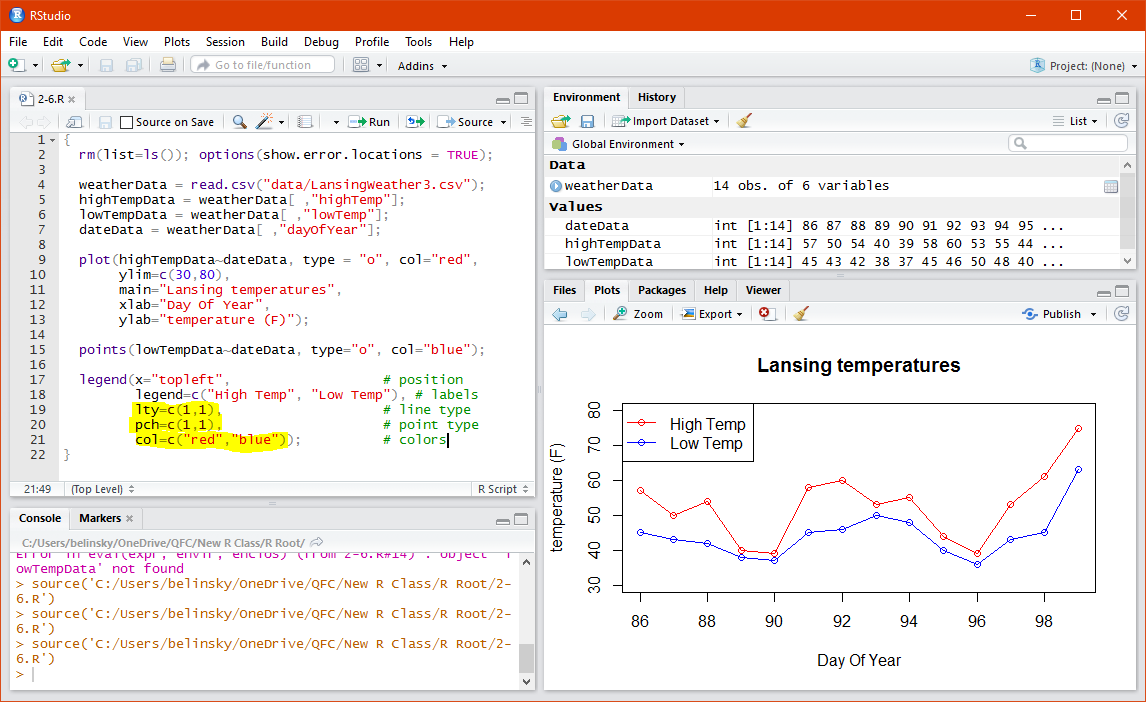 RStudio
File Edit Code View Plots Session Build Debug Profile Tools Help
Go to file/function Addins Project: (None)
2-6.R
Source on Save Run Source
1 {
2 rm(list=ls()); options(show.error.locations = TRUE);
3
4 weatherData = read.csv("data/LansingWeather3.csv");
5 highTempData = weatherData[ ,"highTemp"];
6 lowTempData = weatherData[ ,"lowTemp"];
7 dateData = weatherData[ ,"dayOfYear"];
8
9 plot(highTempData~dateData, type = "o", col="red",
10 ylim=c(30,80),
11 main="Lansing temperatures",
12 xlab="Day Of Year",
13 ylab="temperature (F)");
14
15 points(lowTempData~dateData, type="o", col="blue");
16
17 legend(x="topleft", # position
18 legend=c("High Temp", "Low Temp"), # labels
19 lty=c(1,1), # line type
20 pch=c(1,1), # point type
21 col=c("red","blue")); # colors
22 }
21:49 (Top Level) R Script
Console Markers
C:/Users/belinsky/OneDrive/QFC/New R Class/R Root/
Error in eval(expr, envir, enclos) (from 2-6.R#14) : object 'l
owTempData' not found
> source('C:/Users/belinsky/OneDrive/QFC/New R Class/R Root/2-
6.R')
> source('C:/Users/belinsky/OneDrive/QFC/New R Class/R Root/2-
6.R')
> source('C:/Users/belinsky/OneDrive/QFC/New R Class/R Root/2-
6.R')
>
Environment History
Import Dataset List
Global Environment
Data
weatherData 14 obs. of 6 variables
Values
dateData int [1:14] 86 87 88 89 90 91 92 93 94 95 ...
highTempData int [1:14] 57 50 54 40 39 58 60 53 55 44 ...
lowTempData int [1:14] 45 43 42 38 37 45 46 50 48 40 ...
Files Plots Packages Help Viewer
Zoom Export Publish
Lansing temperatures
High Temp
Low Temp
temperature (F)
80
70
60
50
40
30
86 88 90 92 94 96 98
Day Of Year